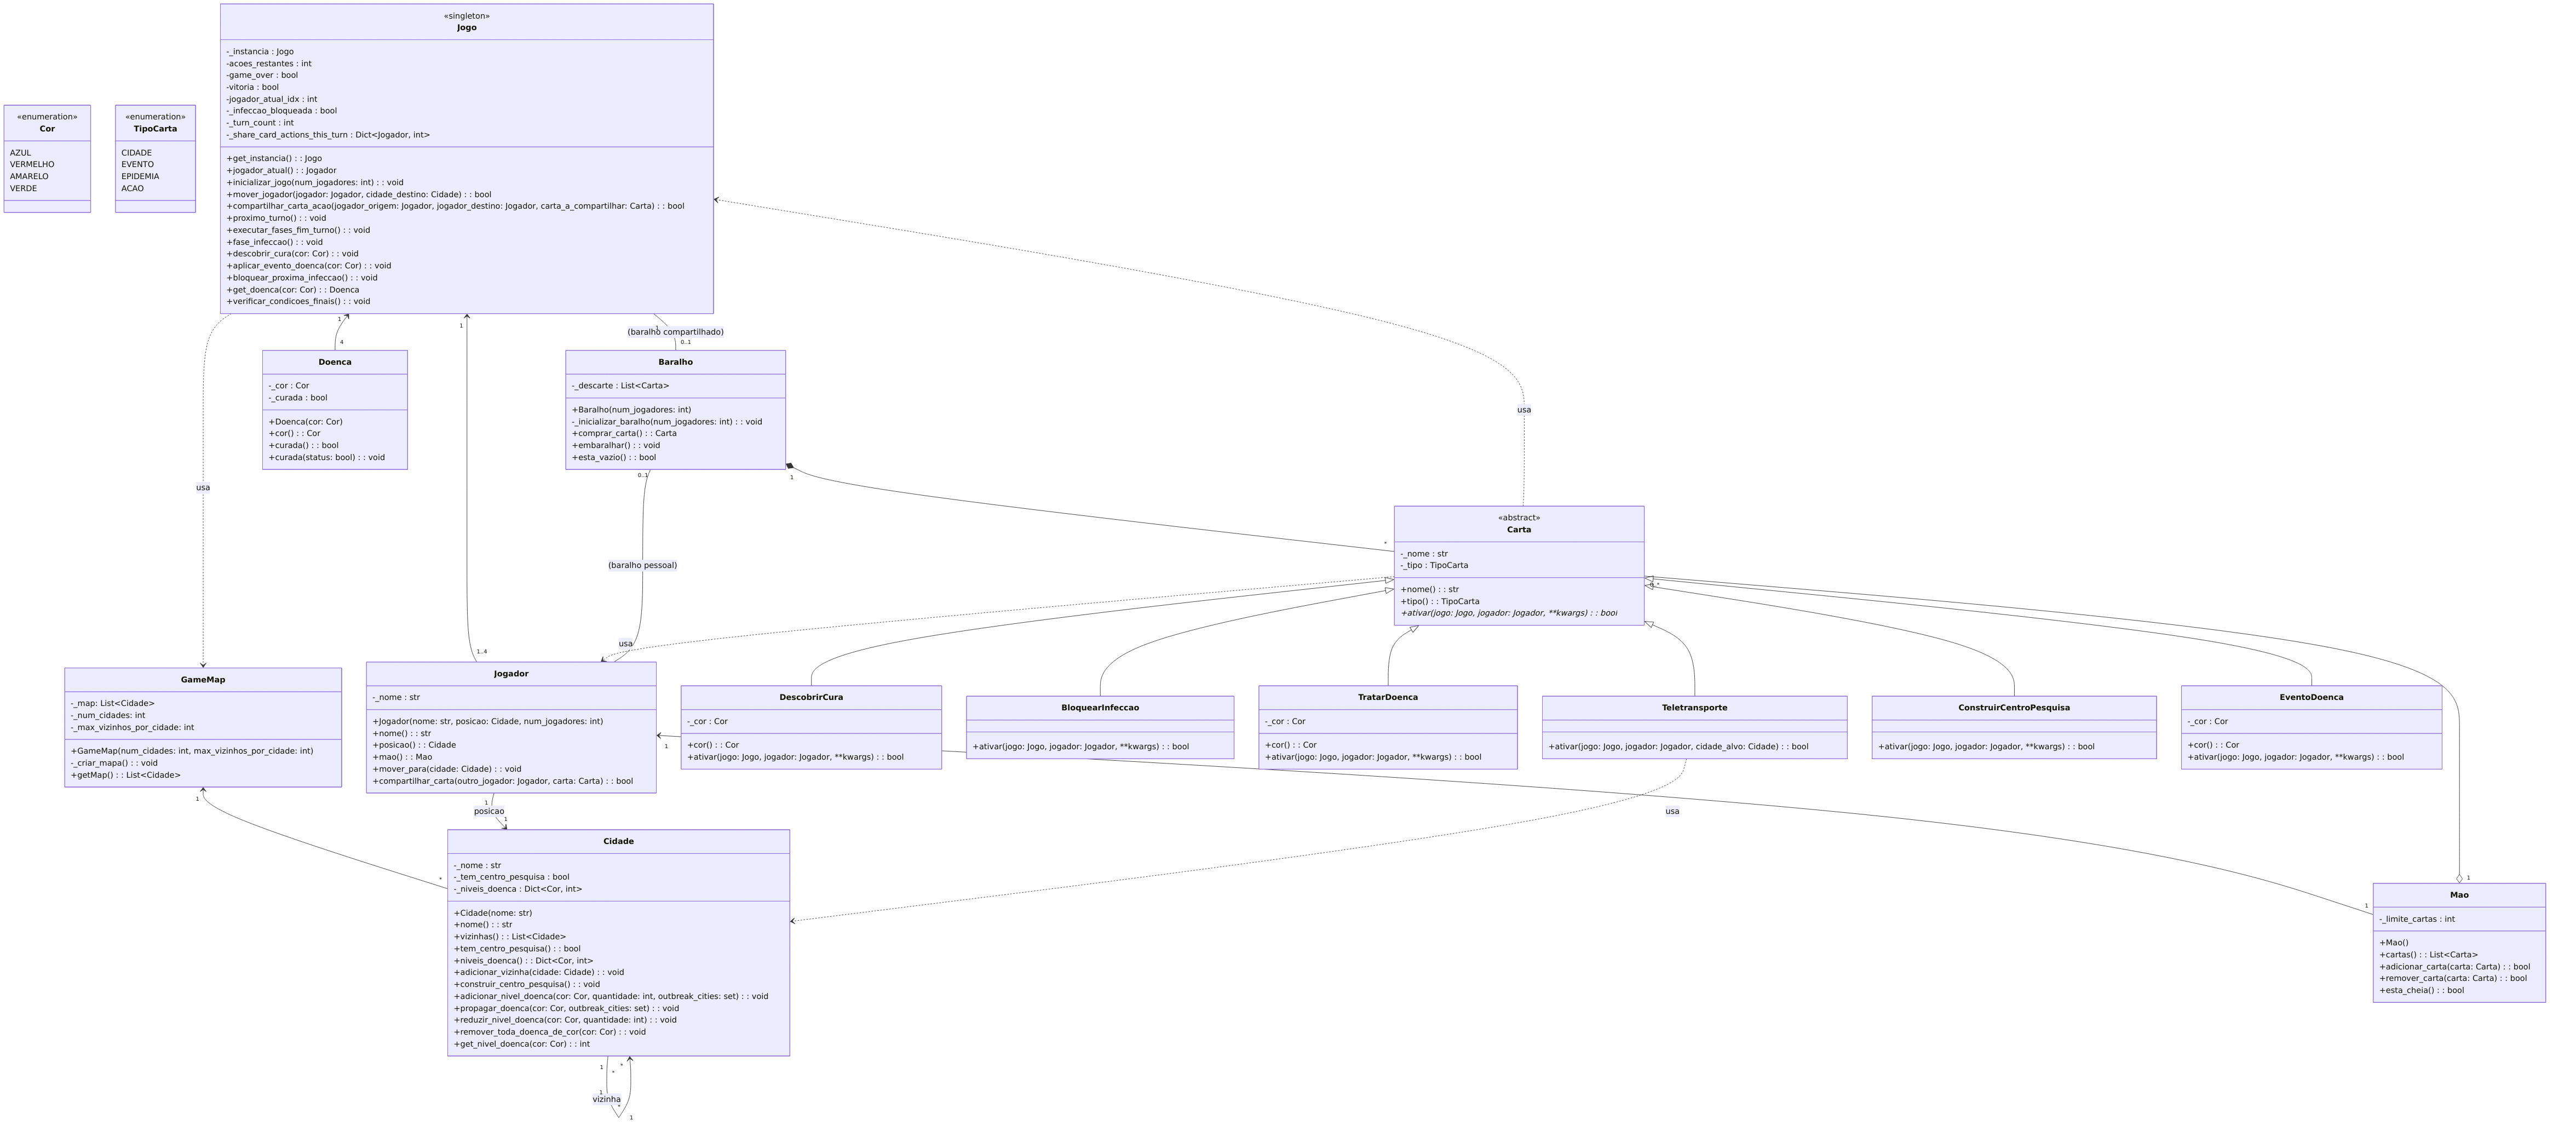 «singleton»
Jogo
-_instancia : Jogo
-acoes_restantes : int
-game_over : bool
-vitoria : bool
-jogador_atual_idx : int
-_infeccao_bloqueada : bool
-_turn_count : int
-_share_card_actions_this_turn : Dict<Jogador, int>
+get_instancia() : : Jogo
+jogador_atual() : : Jogador
+inicializar_jogo(num_jogadores: int) : : void
+mover_jogador(jogador: Jogador, cidade_destino: Cidade) : : bool
+compartilhar_carta_acao(jogador_origem: Jogador, jogador_destino: Jogador, carta_a_compartilhar: Carta) : : bool
+proximo_turno() : : void
+executar_fases_fim_turno() : : void
+fase_infeccao() : : void
+descobrir_cura(cor: Cor) : : void
+aplicar_evento_doenca(cor: Cor) : : void
+bloquear_proxima_infeccao() : : void
+get_doenca(cor: Cor) : : Doenca
+verificar_condicoes_finais() : : void
«enumeration»
Cor
AZUL
VERMELHO
AMARELO
VERDE
«enumeration»
TipoCarta
CIDADE
EVENTO
EPIDEMIA
ACAO
1
4
1
1..4
1
(baralho compartilhado)
0..1
Doenca
-_cor : Cor
-_curada : bool
+Doenca(cor: Cor)
+cor() : : Cor
+curada() : : bool
+curada(status: bool) : : void
Baralho
-_descarte : List<Carta>
+Baralho(num_jogadores: int)
-_inicializar_baralho(num_jogadores: int) : : void
+comprar_carta() : : Carta
+embaralhar() : : void
+esta_vazio() : : bool
usa
usa
0..1
(baralho pessoal)
1
*
usa
«abstract»
Carta
-_nome : str
-_tipo : TipoCarta
+nome() : : str
+tipo() : : TipoCarta
+ativar(jogo: Jogo, jogador: Jogador, **kwargs) : : bool
0..*
GameMap
-_map: List<Cidade>
-_num_cidades: int
-_max_vizinhos_por_cidade: int
+GameMap(num_cidades: int, max_vizinhos_por_cidade: int)
-_criar_mapa() : : void
+getMap() : : List<Cidade>
Jogador
-_nome : str
+Jogador(nome: str, posicao: Cidade, num_jogadores: int)
+nome() : : str
+posicao() : : Cidade
+mao() : : Mao
+mover_para(cidade: Cidade) : : void
+compartilhar_carta(outro_jogador: Jogador, carta: Carta) : : bool
1
DescobrirCura
-_cor : Cor
+cor() : : Cor
+ativar(jogo: Jogo, jogador: Jogador, **kwargs) : : bool
BloquearInfeccao
+ativar(jogo: Jogo, jogador: Jogador, **kwargs) : : bool
TratarDoenca
-_cor : Cor
+cor() : : Cor
+ativar(jogo: Jogo, jogador: Jogador, **kwargs) : : bool
Teletransporte
+ativar(jogo: Jogo, jogador: Jogador, cidade_alvo: Cidade) : : bool
ConstruirCentroPesquisa
+ativar(jogo: Jogo, jogador: Jogador, **kwargs) : : bool
EventoDoenca
-_cor : Cor
+cor() : : Cor
+ativar(jogo: Jogo, jogador: Jogador, **kwargs) : : bool
1
*
1
posicao
1
usa
Cidade
-_nome : str
-_tem_centro_pesquisa : bool
-_niveis_doenca : Dict<Cor, int>
+Cidade(nome: str)
+nome() : : str
+vizinhas() : : List<Cidade>
+tem_centro_pesquisa() : : bool
+niveis_doenca() : : Dict<Cor, int>
+adicionar_vizinha(cidade: Cidade) : : void
+construir_centro_pesquisa() : : void
+adicionar_nivel_doenca(cor: Cor, quantidade: int, outbreak_cities: set) : : void
+propagar_doenca(cor: Cor, outbreak_cities: set) : : void
+reduzir_nivel_doenca(cor: Cor, quantidade: int) : : void
+remover_toda_doenca_de_cor(cor: Cor) : : void
+get_nivel_doenca(cor: Cor) : : int
1
1
Mao
-_limite_cartas : int
+Mao()
+cartas() : : List<Carta>
+adicionar_carta(carta: Carta) : : bool
+remover_carta(carta: Carta) : : bool
+esta_cheia() : : bool
1
*
*
1
vizinha
*
1